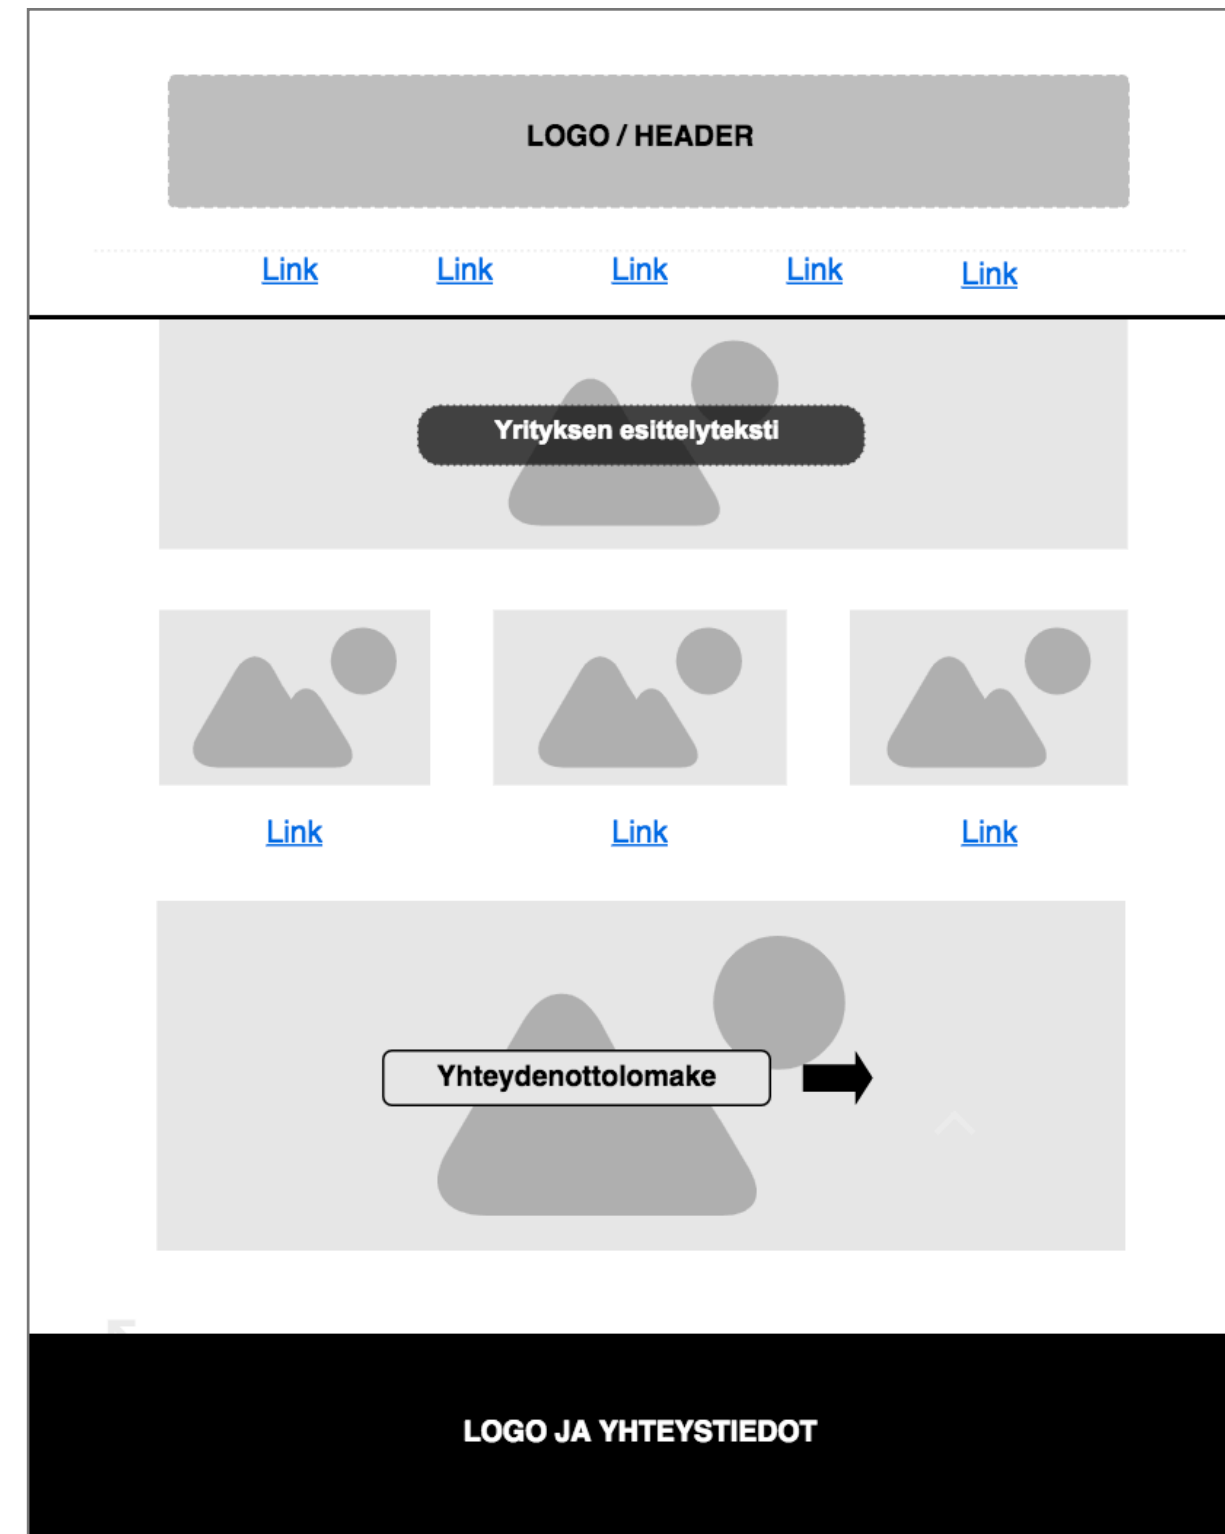 LOGO / HEADER
Link Link Link Link Link
Yrityksen esittelyteksti
Link Link Link
Yhteydenottolomake
LOGO JA YHTEYSTIEDOT